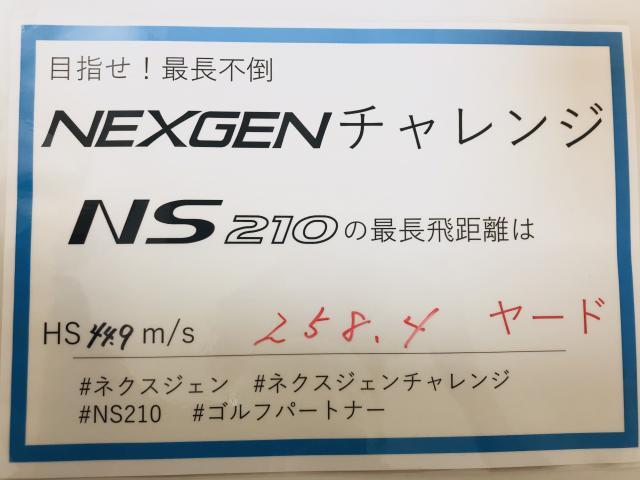 目指せ！最長不倒
NEXGENチャレンジ
NS210の最長飛距離は
HS 44.9 m/s 258.4 ヤード
#ネクスジェン #ネクスジェンチャレンジ
#NS210 #ゴルフパートナー